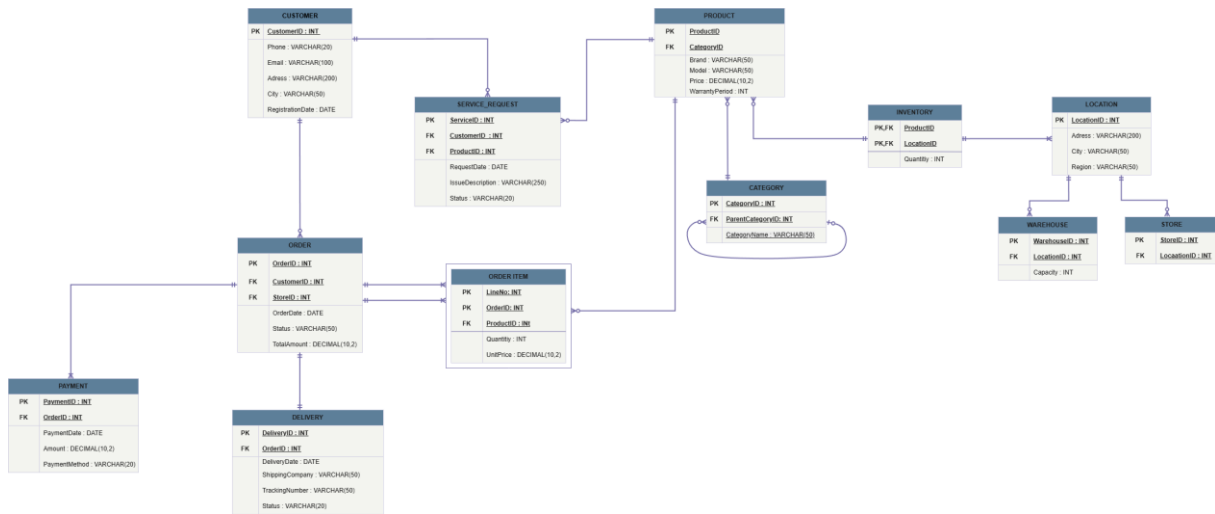 CUSTOMER
PK CustomerID : INT
Phone : VARCHAR(20)
Email : VARCHAR(100)
Adress : VARCHAR(200)
City : VARCHAR(50)
RegistrationDate : DATE
PRODUCT
PK ProductID
FK CategoryID
Brand : VARCHAR(50)
Model : VARCHAR(50)
Price : DECIMAL(10,2)
WarrantyPeriod : INT
SERVICE_REQUEST
PK ServiceID : INT
FK CustomerID : INT
FK ProductID : INT
RequestDate : DATE
IssueDescription : VARCHAR(250)
Status : VARCHAR(20)
INVENTORY
PK,FK ProductID
PK,FK LocationID
Quantity : INT
LOCATION
PK LocationID : INT
Adress : VARCHAR(200)
City : VARCHAR(50)
Region : VARCHAR(50)
CATEGORY
PK CategoryID : INT
FK ParentCategoryID: INT
CategoryName : VARCHAR(50)
WAREHOUSE
PK WarehouseID : INT
FK LocationID : INT
Capacity : INT
STORE
PK StoreID : INT
FK LocaationID : INT
ORDER
PK OrderID : INT
FK CustomerID : INT
FK StoreID : INT
OrderDate : DATE
Status : VARCHAR(50)
TotalAmount : DECIMAL(10,2)
ORDER ITEM
PK LineNo: INT
PK OrderID: INT
FK ProductID : INI
Quantity : INT
UnitPrice : DECIMAL(10,2)
PAYMENT
PK PaymentID : INT
FK OrderID : INT
PaymentDate : DATE
Amount : DECIMAL(10,2)
PaymentMethod : VARCHAR(20)
DELIVERY
PK DeliveryID : INT
FK OrderID : INT
DeliveryDate : DATE
ShippingCompany : VARCHAR(50)
TrackingNumber : VARCHAR(50)
Status : VARCHAR(20)